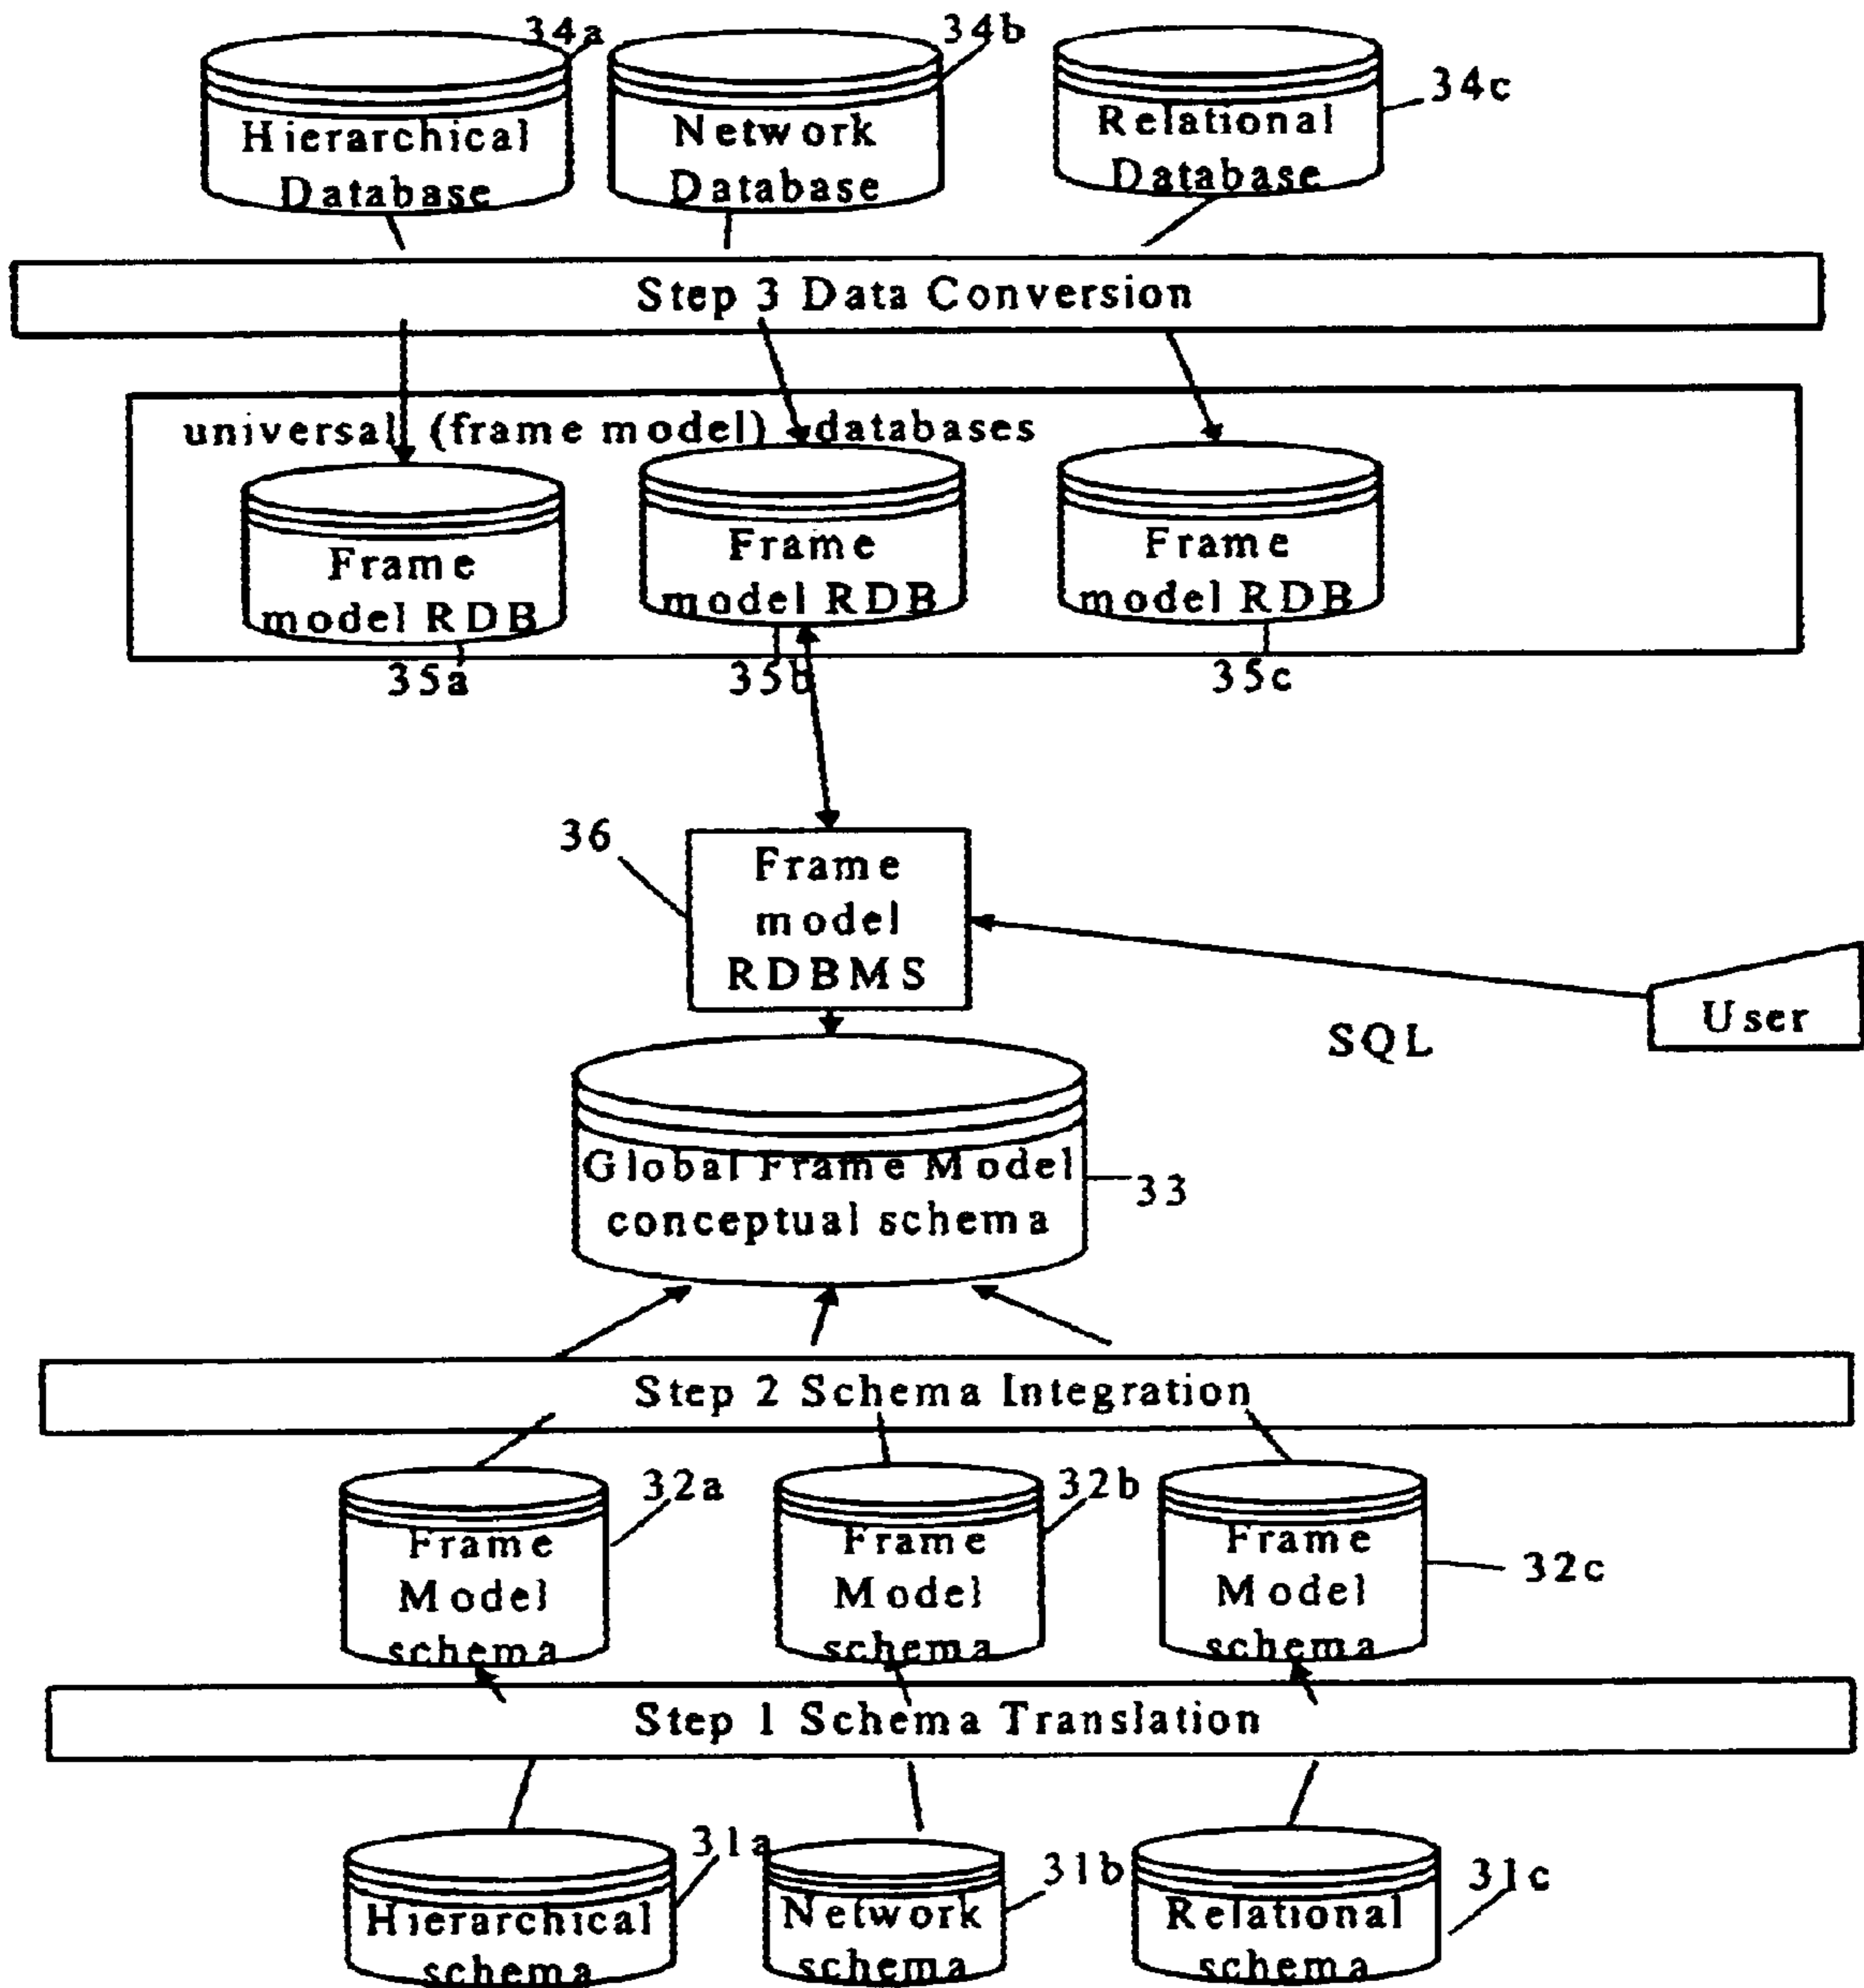 34a
34b
34c
Hierarchical
Database
Network
Database
Relational
Database
Step 3 Data Conversion
universal (frame model) databases
Frame
model RDB
Frame
model RDB
Frame
model RDB
35a
35b
35c
36
Frame
model
RDBMS
User
SQL
Global Frame Model
conceptual schema
33
Step 2 Schema Integration
32a
32b
32c
Frame
Model
schema
Frame
Model
schema
Frame
Model
schema
Step 1 Schema Translation
31a
31b
31c
Hierarchical
schema
Network
schema
Relational
schema